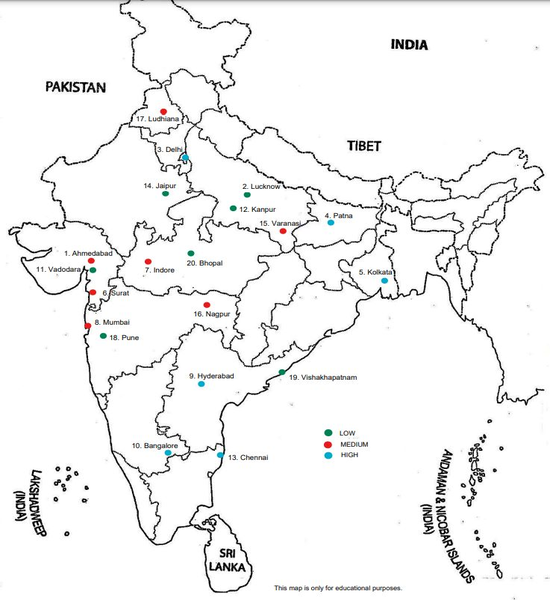 INDIA
PAKISTAN
17. Ludhiana
3. Delhi
TIBET
14. Jaipur
2. Lucknow
12. Kanpur
15. Varanasi
4. Patna
1. Ahmedabad
11. Vadodara
7. Indore
20. Bhopal
5. Kolkata
6. Surat
16. Nagpur
8. Mumbai
18. Pune
9. Hyderabad
19. Vishakhapatnam
LOW
MEDIUM
HIGH
10. Bangalore
13. Chennai
LAKSHADWEEP
(INDIA)
ANDAMAN & NICOBAR ISLANDS
(INDIA)
SRI
LANKA
This map is only for educational purposes.